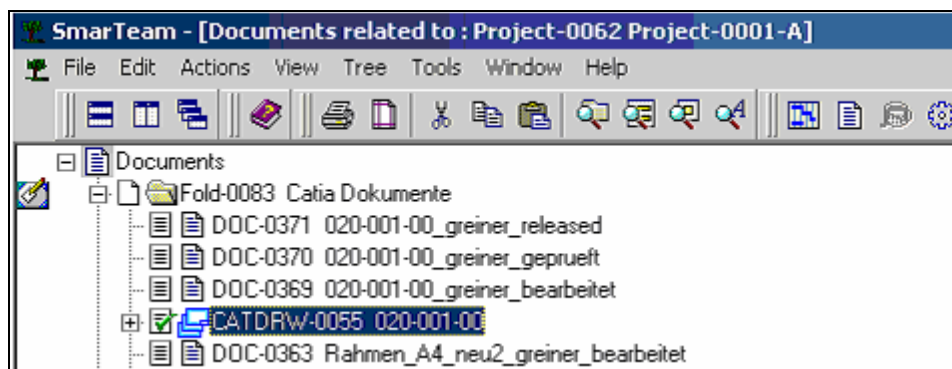 SmarTeam - [Documents related to : Project-0062 Project-0001-A]
File Edit Actions View Tree Tools Window Help
Documents
Fold-0083 Catia Dokumente
DOC-0371 020-001-00_greiner_released
DOC-0370 020-001-00_greiner_geprueft
DOC-0369 020-001-00_greiner_bearbeitet
CATDRW-0055 020-001-00
DOC-0363 Rahmen_A4_neu2_greiner_bearbeitet